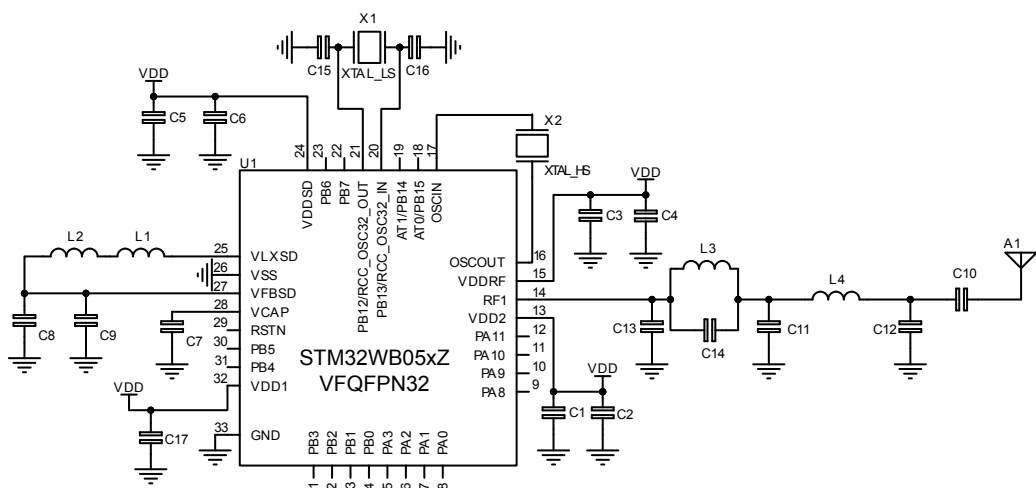 X1
C15
C16
XTAL_LS
VDD
C5
C6
X2
XTAL_HS
24
23
22
21
20
19
18
17
U1
VDDSD
PB6
PB7
PB12/RCC_OSC32_OUT
PB13/RCC_OSC32_IN
AT1/PB14
AT0/PB15
OSCIN
VDD
C3
C4
L2
L1
25 VLXSD
26 VSS
27 VFBSD
28 VCAP
29 RSTN
30 PB5
31 PB4
32 VDD1
33 GND
OSCOUT 16
VDDRF 15
RF1 14
VDD2 13
PA11 12
PA10 11
PA9 10
PA8 9
STM32WB05xZ
VFQFPN32
C8
C9
C7
VDD
C17
L3
C13
C14
C11
L4
C12
C10
A1
VDD
C1
C2
PB3
PB2
PB1
PB0
PA3
PA2
PA1
PA0
1
2
3
4
5
6
7
8